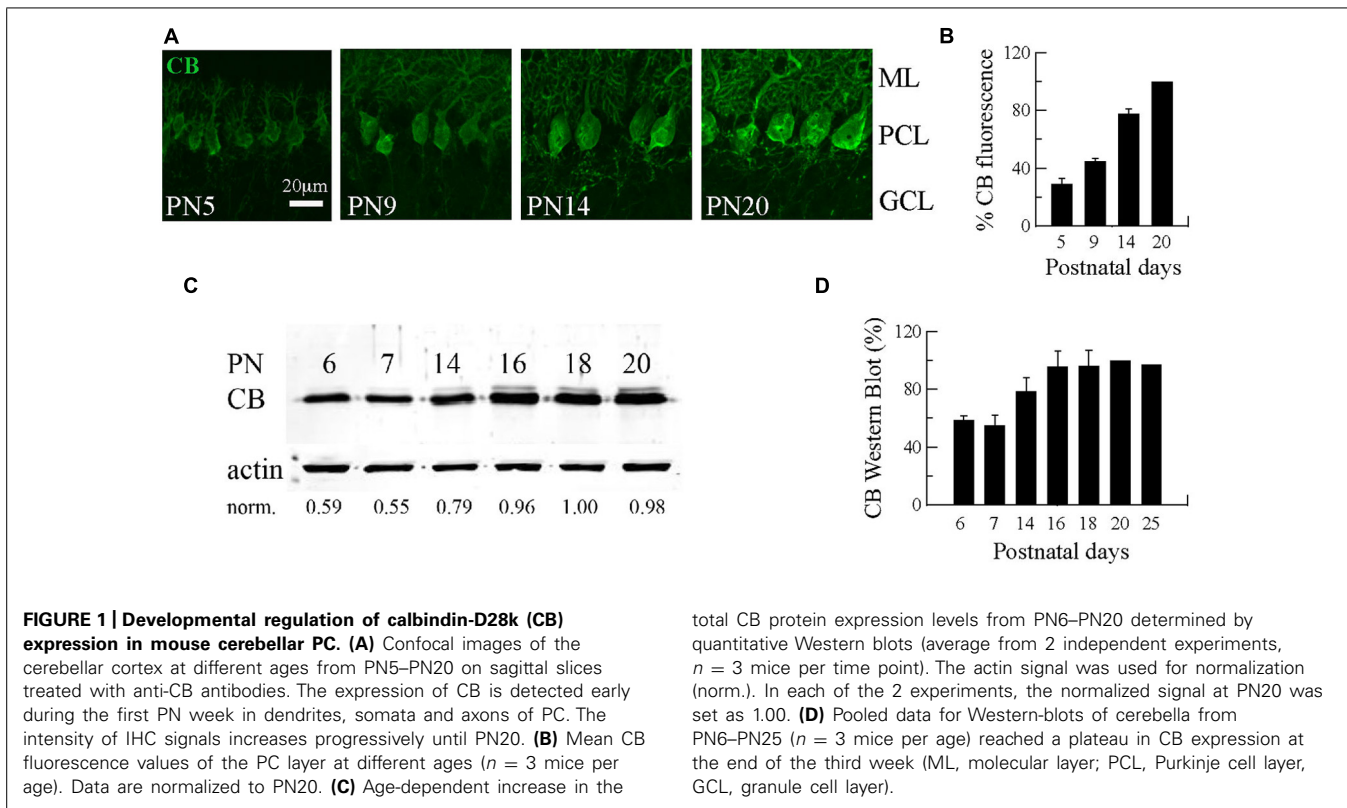 A
CB
PN5
20µm
PN9
PN14
PN20
ML
PCL
GCL
B
% CB fluorescence
120
80
40
0
5 9 14 20
Postnatal days
C
PN 6 7 14 16 18 20
CB
actin
norm. 0.59 0.55 0.79 0.96 1.00 0.98
D
CB Western Blot (%)
120
80
40
0
6 7 14 16 18 20 25
Postnatal days
FIGURE 1 | Developmental regulation of calbindin-D28k (CB)
expression in mouse cerebellar PC. (A) Confocal images of the
cerebellar cortex at different ages from PN5–PN20 on sagittal slices
treated with anti-CB antibodies. The expression of CB is detected early
during the first PN week in dendrites, somata and axons of PC. The
intensity of IHC signals increases progressively until PN20. (B) Mean CB
fluorescence values of the PC layer at different ages (n = 3 mice per
age). Data are normalized to PN20. (C) Age-dependent increase in the
total CB protein expression levels from PN6–PN20 determined by
quantitative Western blots (average from 2 independent experiments,
n = 3 mice per time point). The actin signal was used for normalization
(norm.). In each of the 2 experiments, the normalized signal at PN20 was
set as 1.00. (D) Pooled data for Western-blots of cerebella from
PN6–PN25 (n = 3 mice per age) reached a plateau in CB expression at
the end of the third week (ML, molecular layer; PCL, Purkinje cell layer,
GCL, granule cell layer).